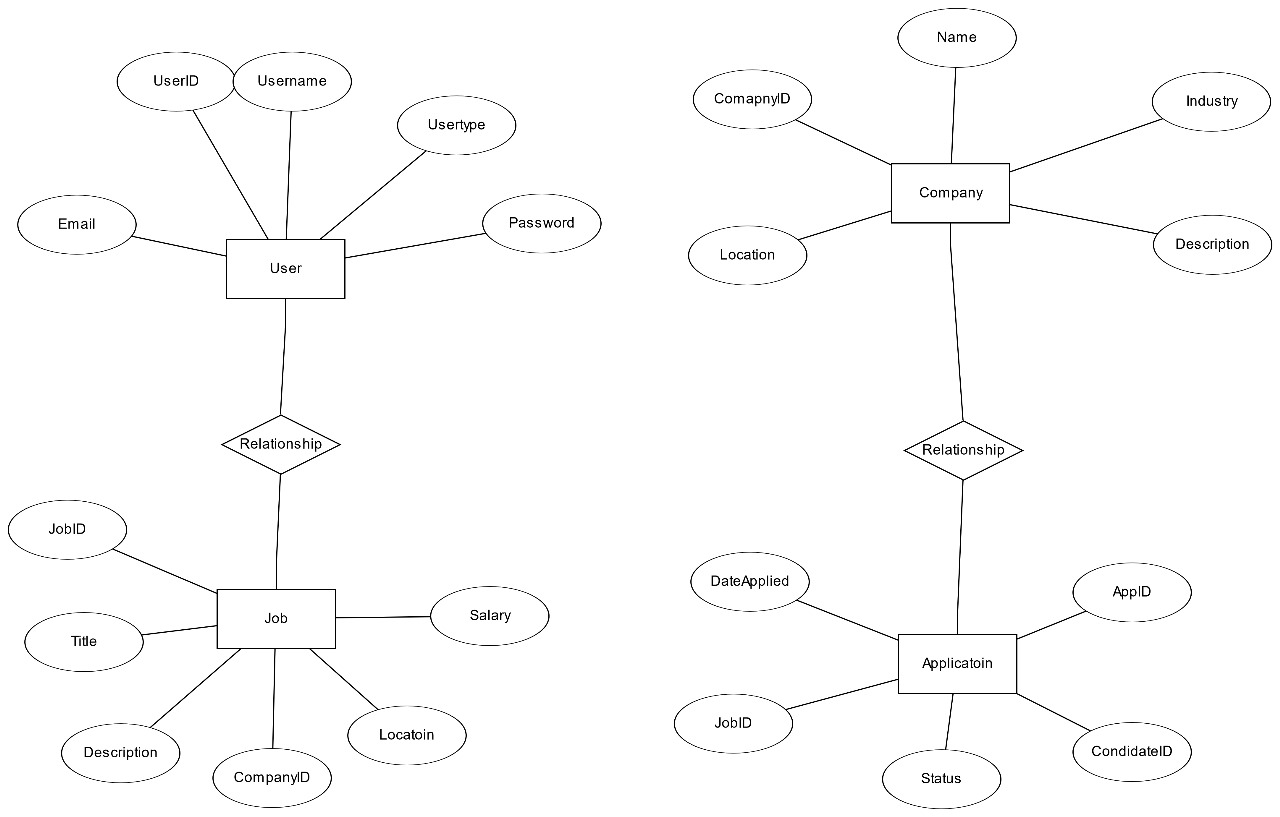 UserID
Username
Usertype
Email
Password
User
Relationship
JobID
Title
Job
Salary
Description
CompanyID
Locatoin
Name
ComapnyID
Industry
Company
Location
Description
Relationship
DateApplied
AppID
Applicatoin
JobID
Status
CondidateID